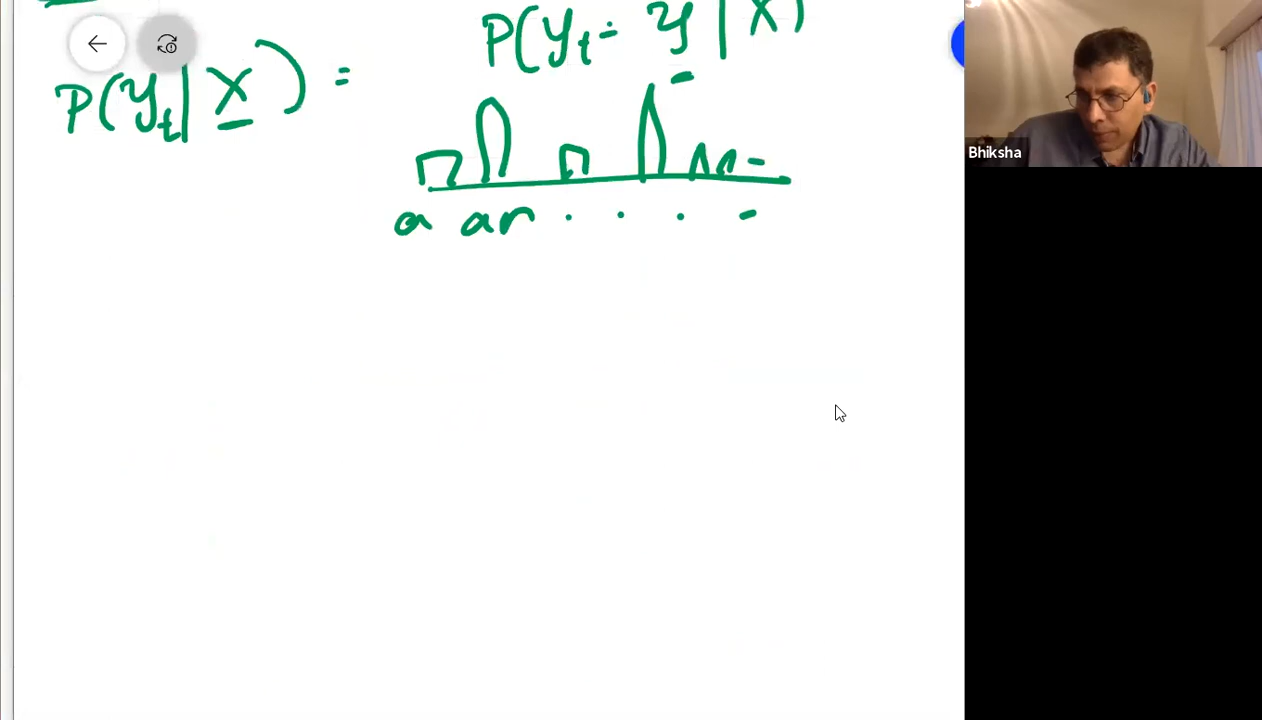 P(y_t = y | X)
P(y_t | X) =
a ar . . . -
Bhiksha